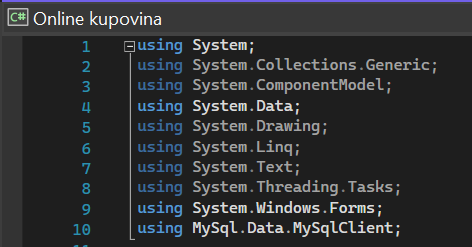 C# Online kupovina
1 using System;
2 using System.Collections.Generic;
3 using System.ComponentModel;
4 using System.Data;
5 using System.Drawing;
6 using System.Linq;
7 using System.Text;
8 using System.Threading.Tasks;
9 using System.Windows.Forms;
10 using MySql.Data.MySqlClient;